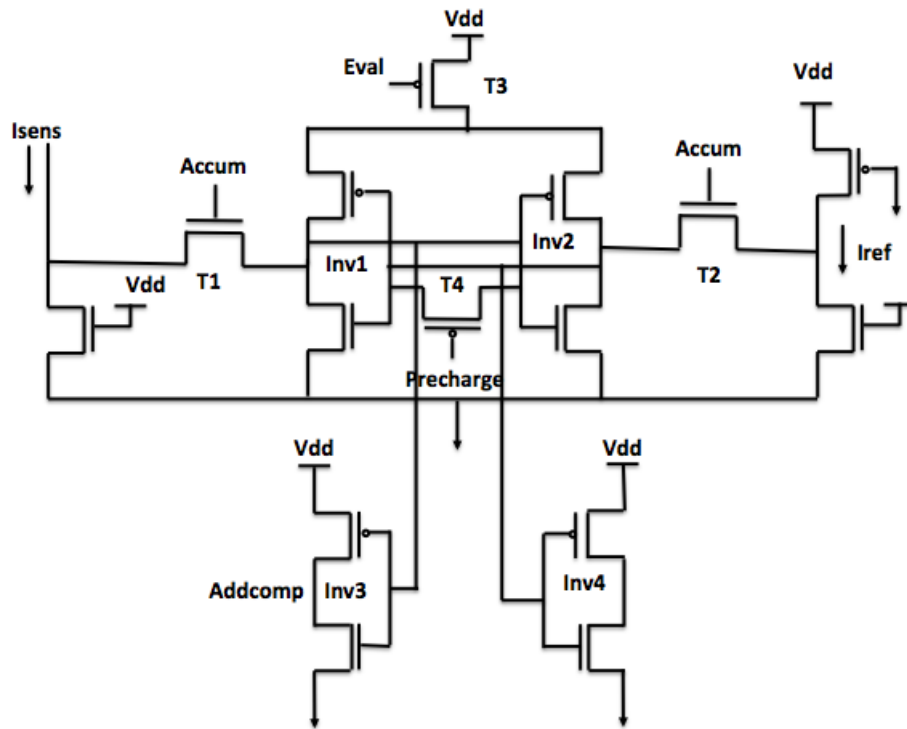 Vdd
Eval
T3
Vdd
Isens
Accum
Accum
Inv1
Inv2
Iref
Vdd
T1
T4
T2
Precharge
Vdd
Vdd
Addcomp
Inv3
Inv4